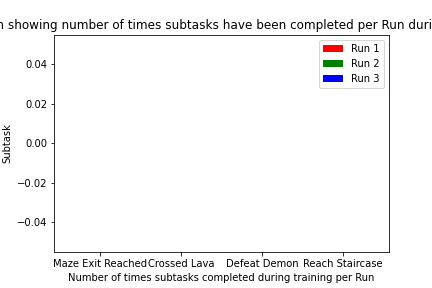 n showing number of times subtasks have been completed per Run duri
Run 1
Run 2
Run 3
0.04
0.02
0.00
−0.02
−0.04
Subtask
Maze Exit Reached Crossed Lava Defeat Demon Reach Staircase
Number of times subtasks completed during training per Run